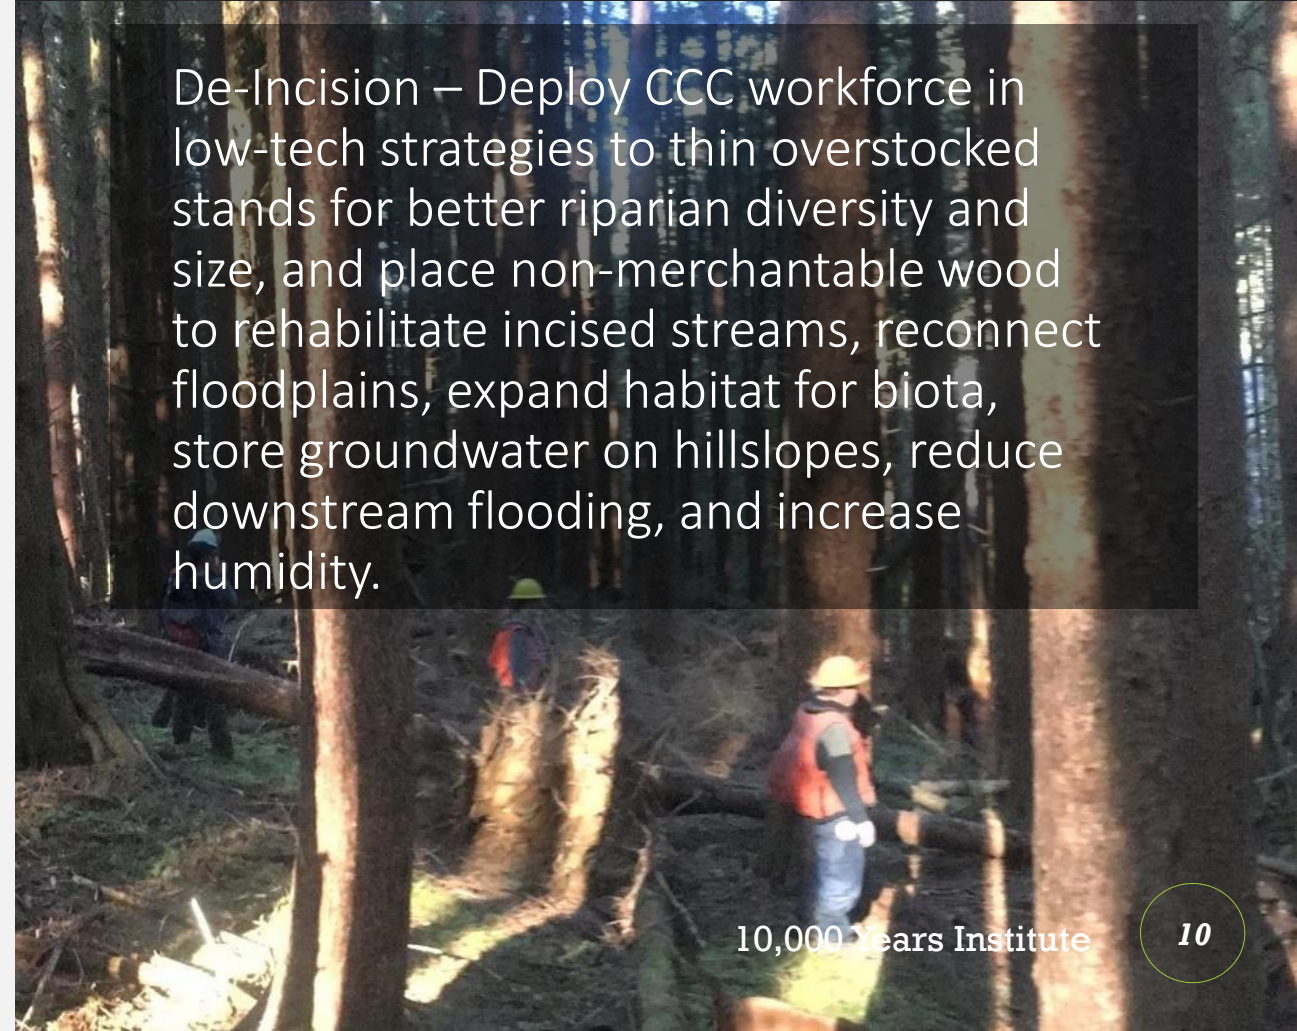 De-Incision – Deploy CCC workforce in
low-tech strategies to thin overstocked
stands for better riparian diversity and
size, and place non-merchantable wood
to rehabilitate incised streams, reconnect
floodplains, expand habitat for biota,
store groundwater on hillslopes, reduce
downstream flooding, and increase
humidity.
10,000 Years Institute
10